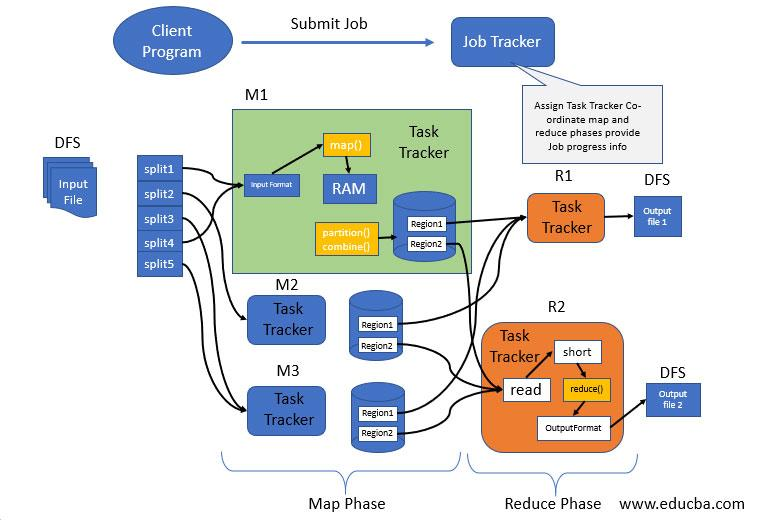 Client
Program
Submit Job
Job Tracker
Assign Task Tracker Co-
ordinate map and
reduce phases provide
Job progress info
M1
DFS
Input
File
split1
split2
split3
split4
split5
Task
Tracker
map()
Input Format
RAM
partition()
combine()
Region1
Region2
R1
Task
Tracker
DFS
Output
file 1
M2
Task
Tracker
Region1
Region2
M3
Task
Tracker
Region1
Region2
R2
Task
Tracker
short
read
reduce()
OutputFormat
DFS
Output
file 2
Map Phase
Reduce Phase
www.educba.com